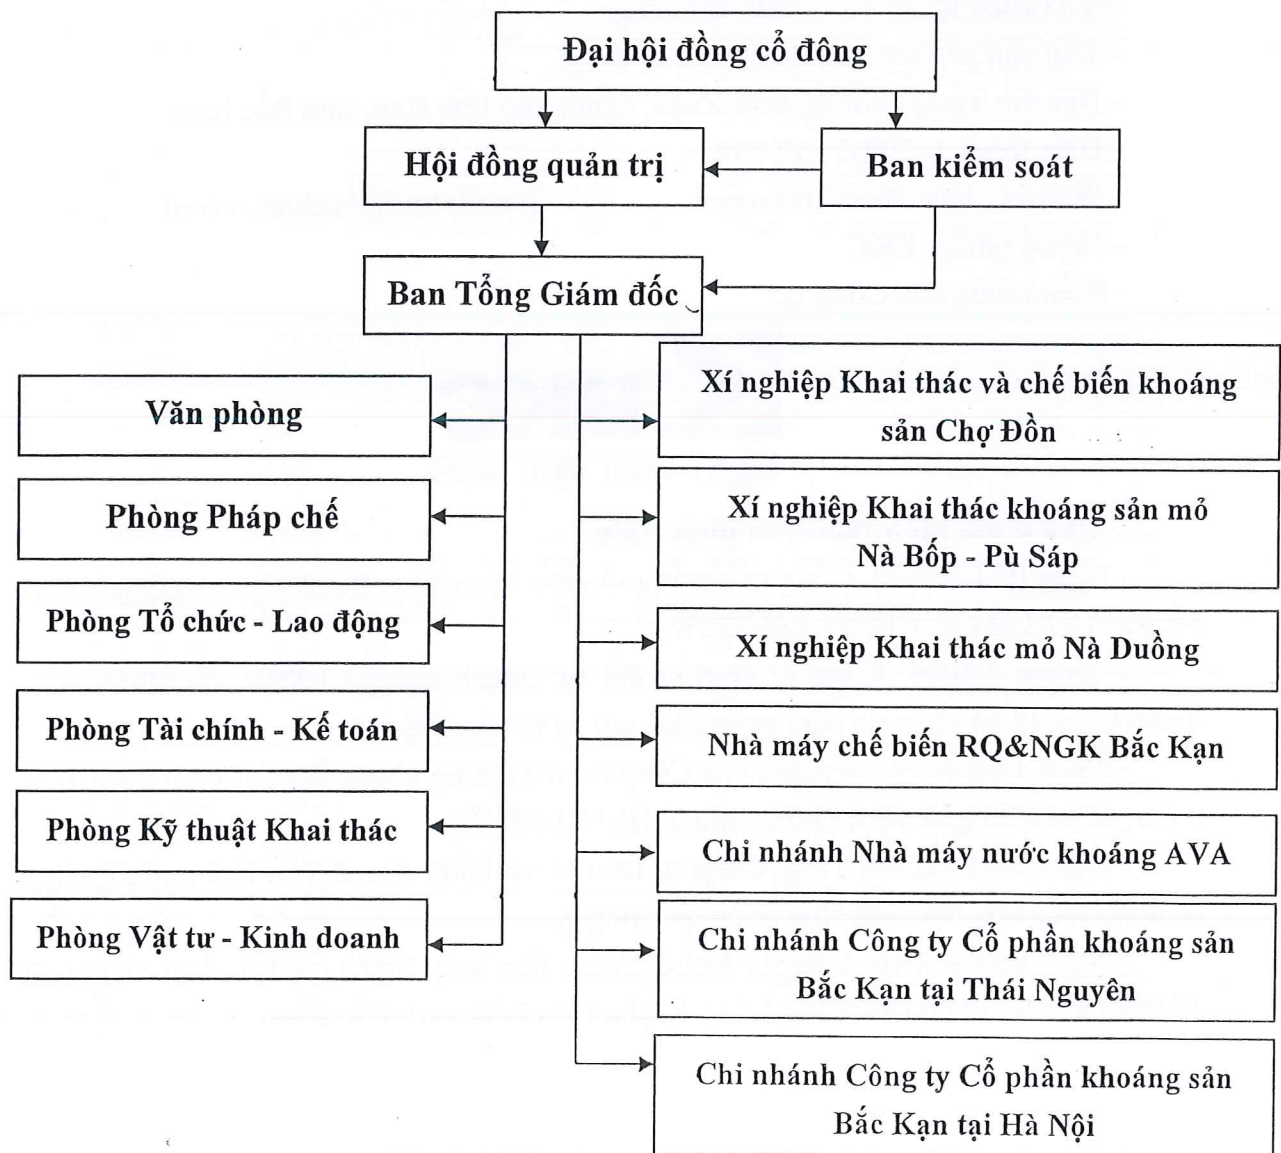 Đại hội đồng cổ đông
Hội đồng quản trị
Ban kiểm soát
Ban Tổng Giám đốc
Văn phòng
Phòng Pháp chế
Phòng Tổ chức - Lao động
Phòng Tài chính - Kế toán
Phòng Kỹ thuật Khai thác
Phòng Vật tư - Kinh doanh
Xí nghiệp Khai thác và chế biến khoáng
sản Chợ Đồn
Xí nghiệp Khai thác khoáng sản mỏ
Nà Bốp - Pù Sáp
Xí nghiệp Khai thác mỏ Nà Duồng
Nhà máy chế biến RQ&NGK Bắc Kạn
Chi nhánh Nhà máy nước khoáng AVA
Chi nhánh Công ty Cổ phần khoáng sản
Bắc Kạn tại Thái Nguyên
Chi nhánh Công ty Cổ phần khoáng sản
Bắc Kạn tại Hà Nội